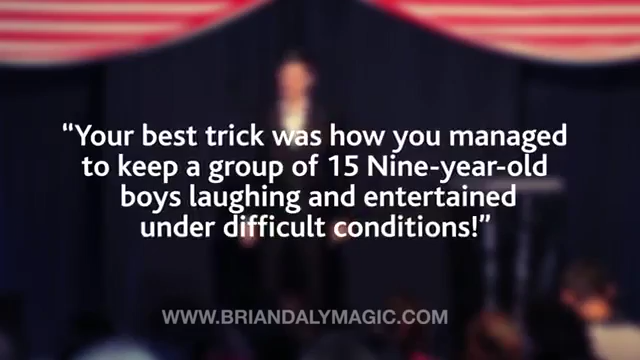 “Your best trick was how you managed
to keep a group of 15 Nine-year-old
boys laughing and entertained
under difficult conditions!”
WWW.BRIANDALYMAGIC.COM